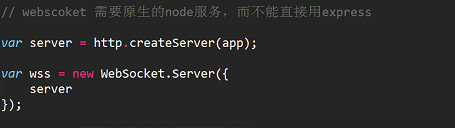 // webscoket 需要原生的node服务，而不能直接用express
var server = http.createServer(app);
var wss = new WebSocket.Server({
    server
});